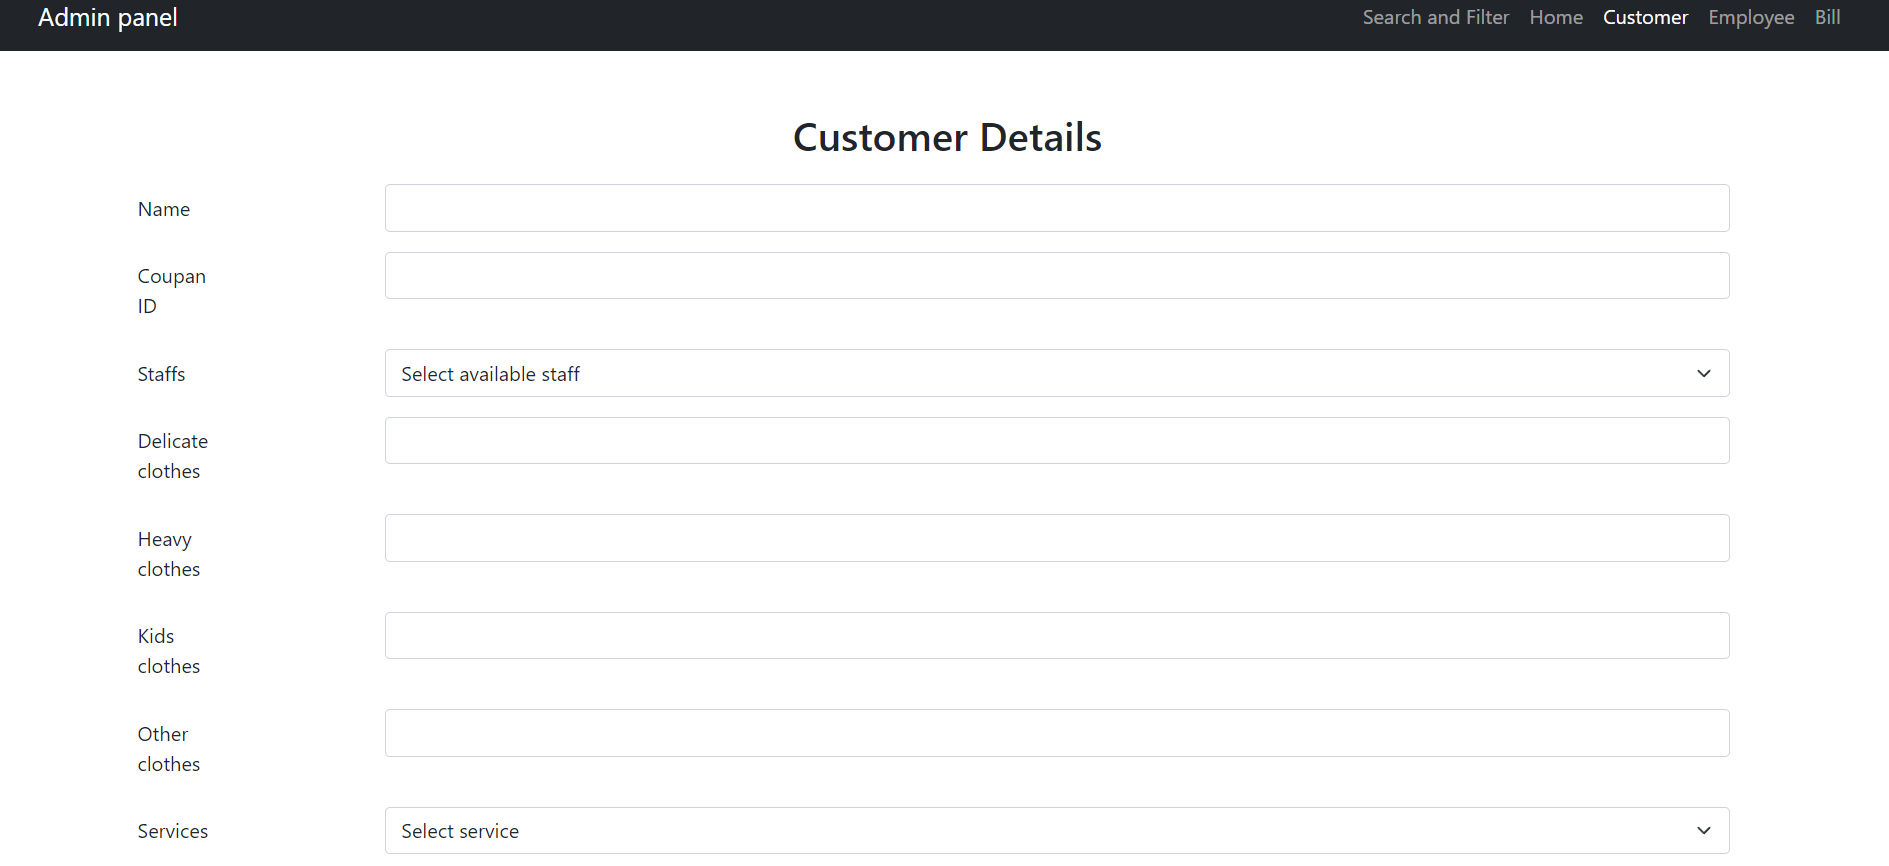 Admin panel
Search and Filter Home Customer Employee Bill
Customer Details
Name
Coupan
ID
Staffs
Select available staff
Delicate
clothes
Heavy
clothes
Kids
clothes
Other
clothes
Services
Select service